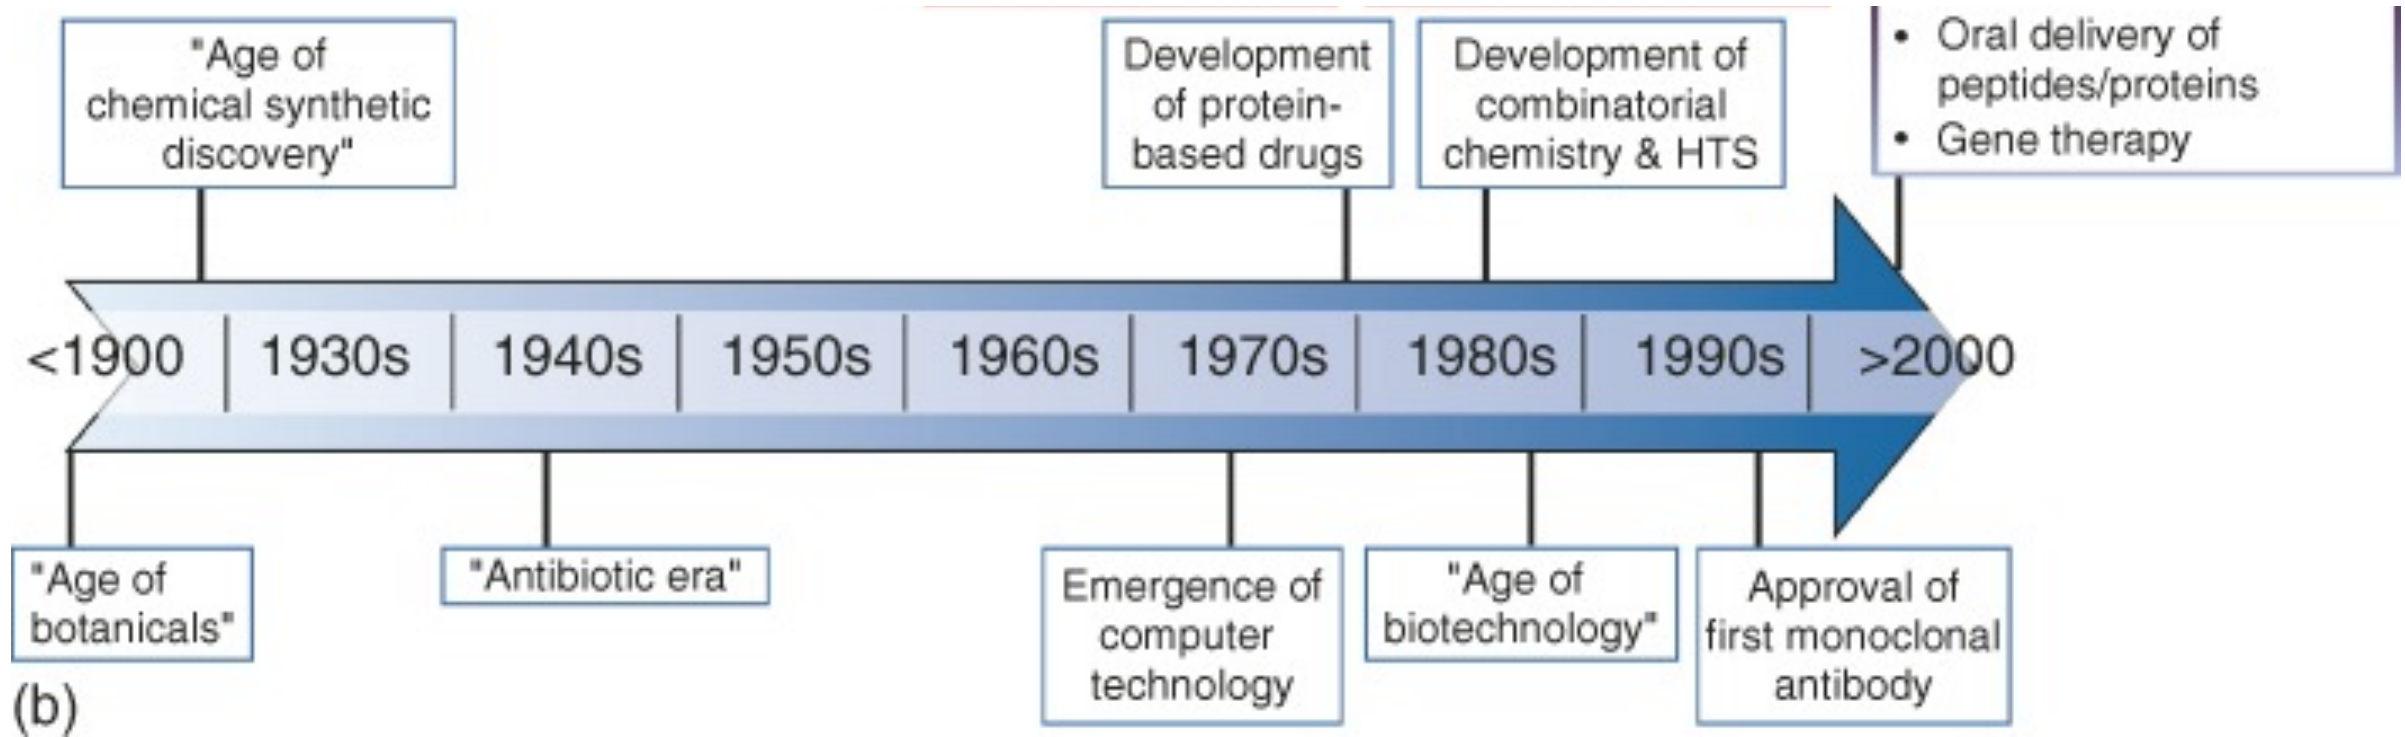 "Age of
chemical synthetic
discovery"
Development
of protein-
based drugs
Development of
combinatorial
chemistry & HTS
• Oral delivery of
peptides/proteins
• Gene therapy
<1900 1930s 1940s 1950s 1960s 1970s 1980s 1990s >2000
"Age of
botanicals"
"Antibiotic era"
Emergence of
computer
technology
"Age of
biotechnology"
Approval of
first monoclonal
antibody
(b)